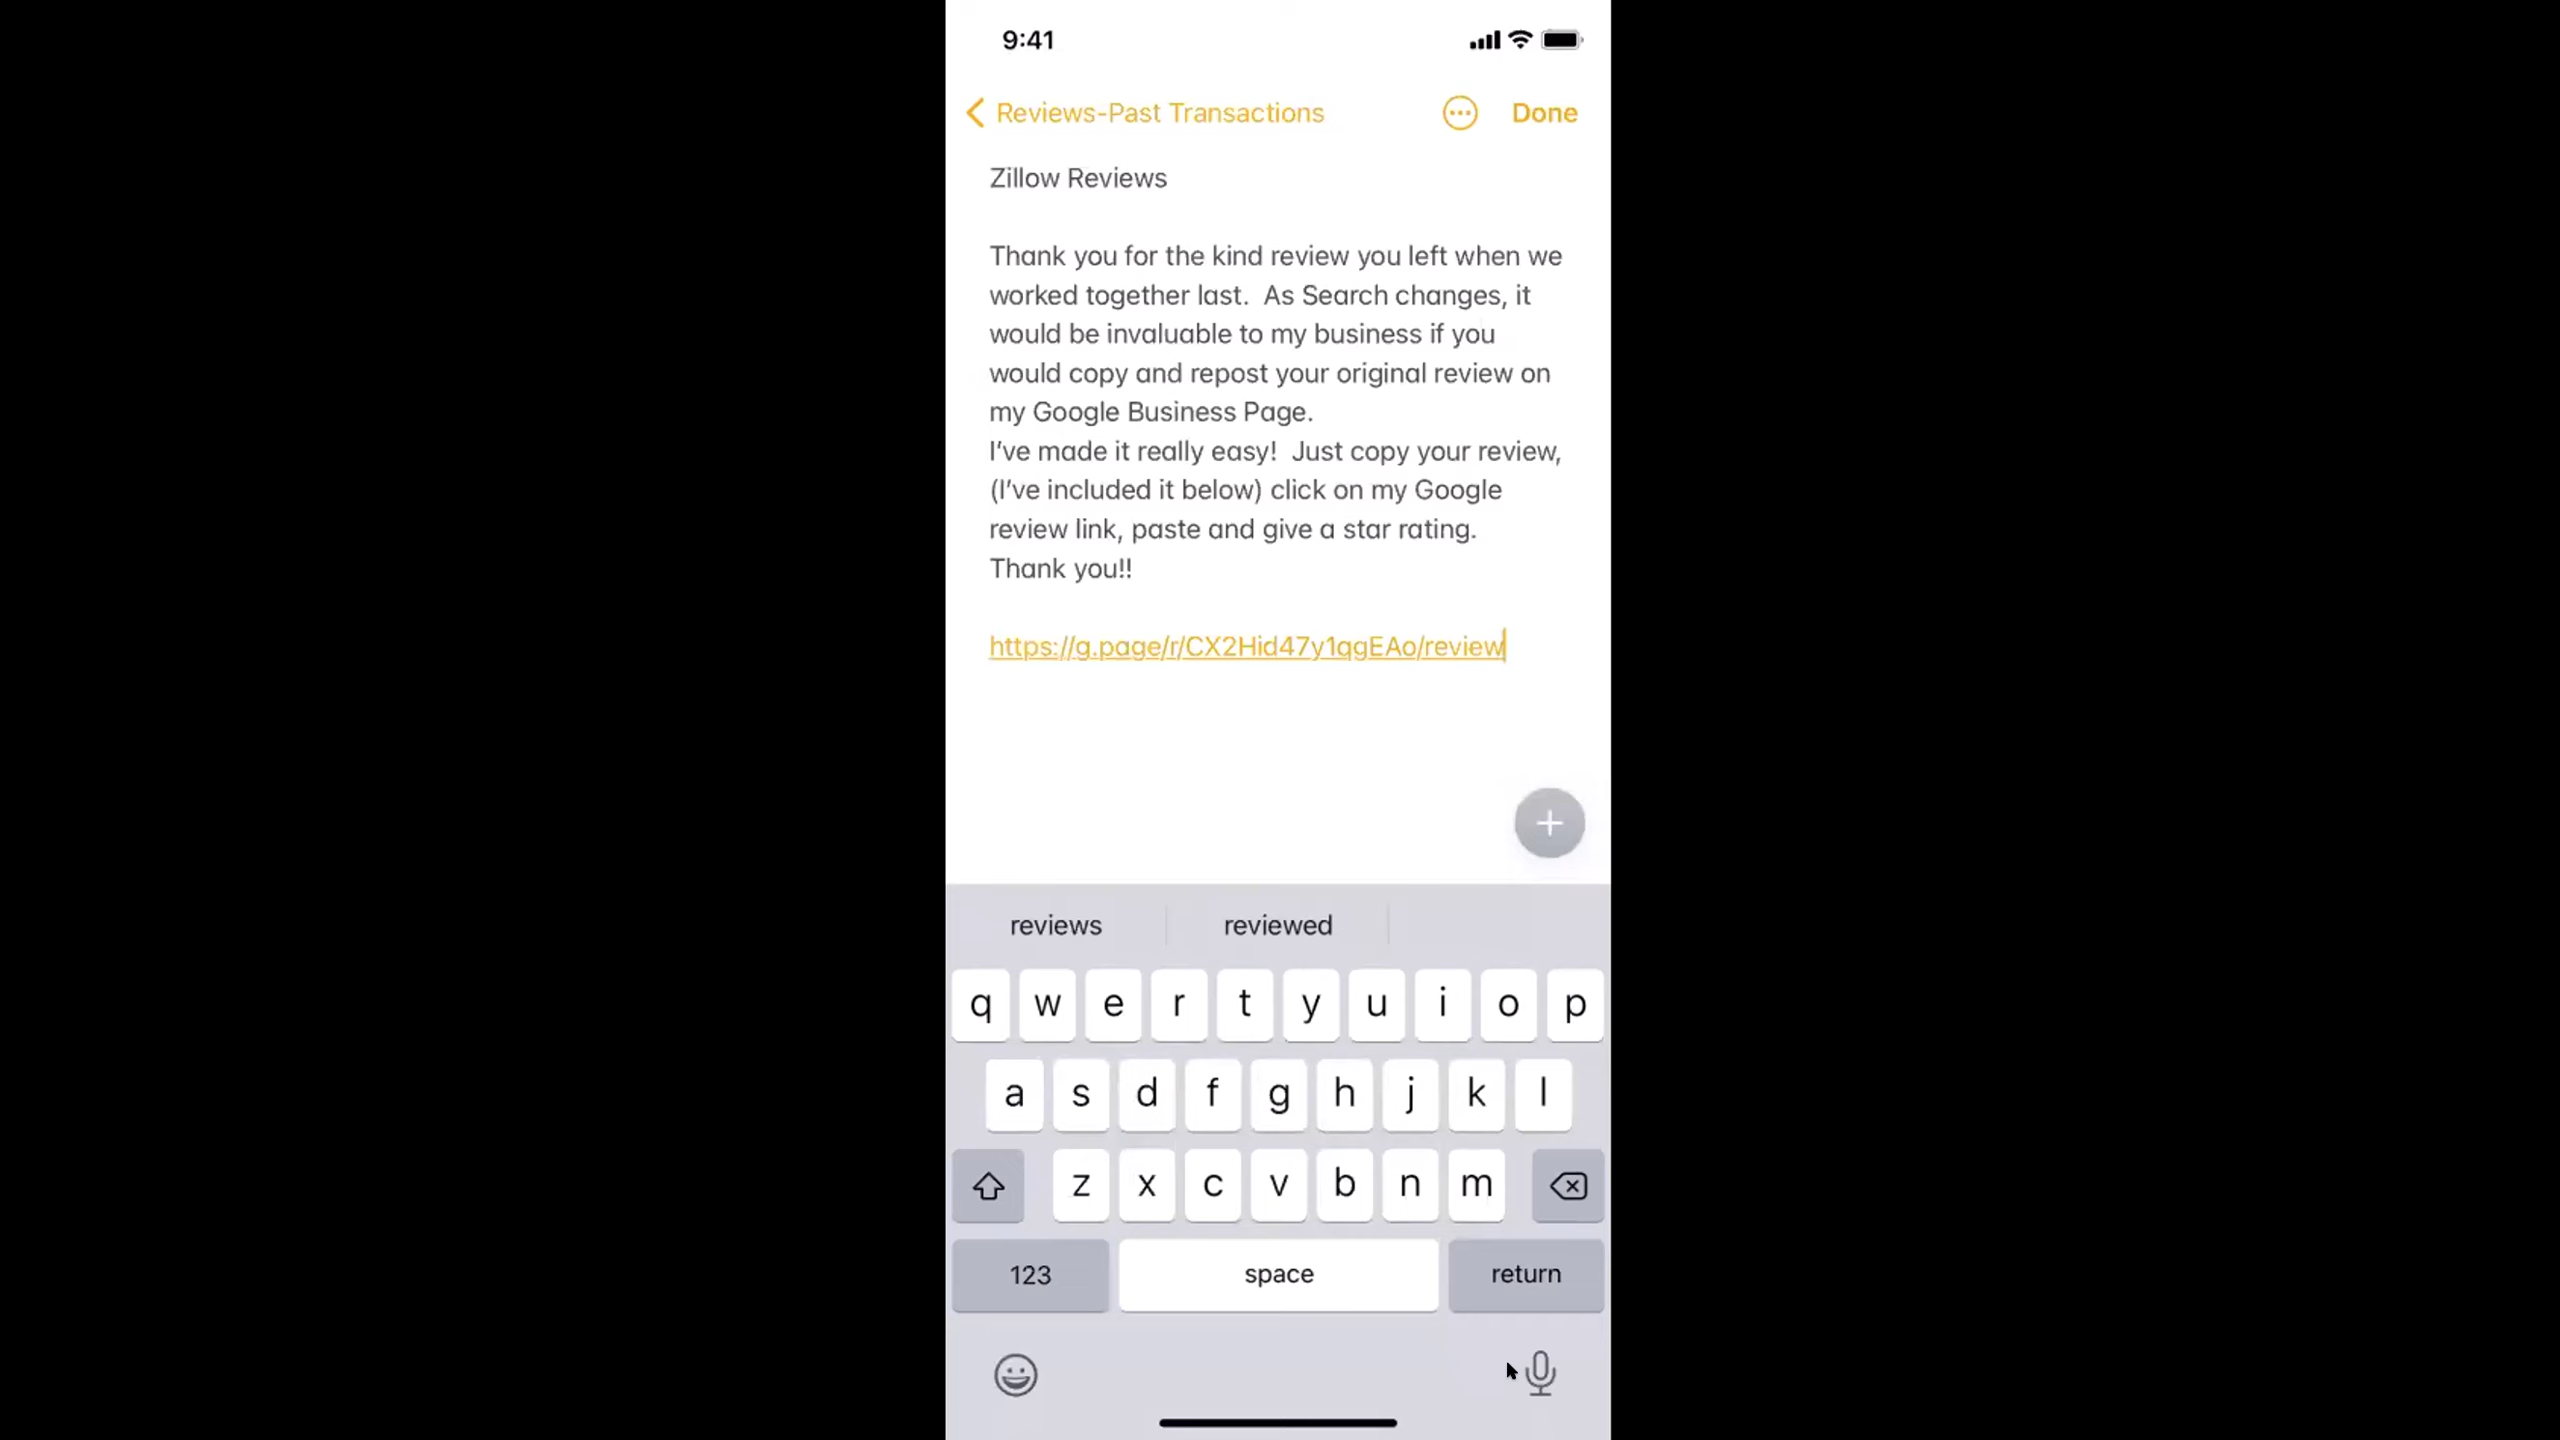 9:41
Reviews-Past Transactions
Done
Zillow Reviews
Thank you for the kind review you left when we
worked together last.  As Search changes, it
would be invaluable to my business if you
would copy and repost your original review on
my Google Business Page.
I've made it really easy!  Just copy your review,
(I've included it below) click on my Google
review link, paste and give a star rating.
Thank you!!
https://g.page/r/CX2Hid47y1qgEAo/review
reviews reviewed
q w e r t y u i o p
a s d f g h j k l
z x c v b n m
123 space return